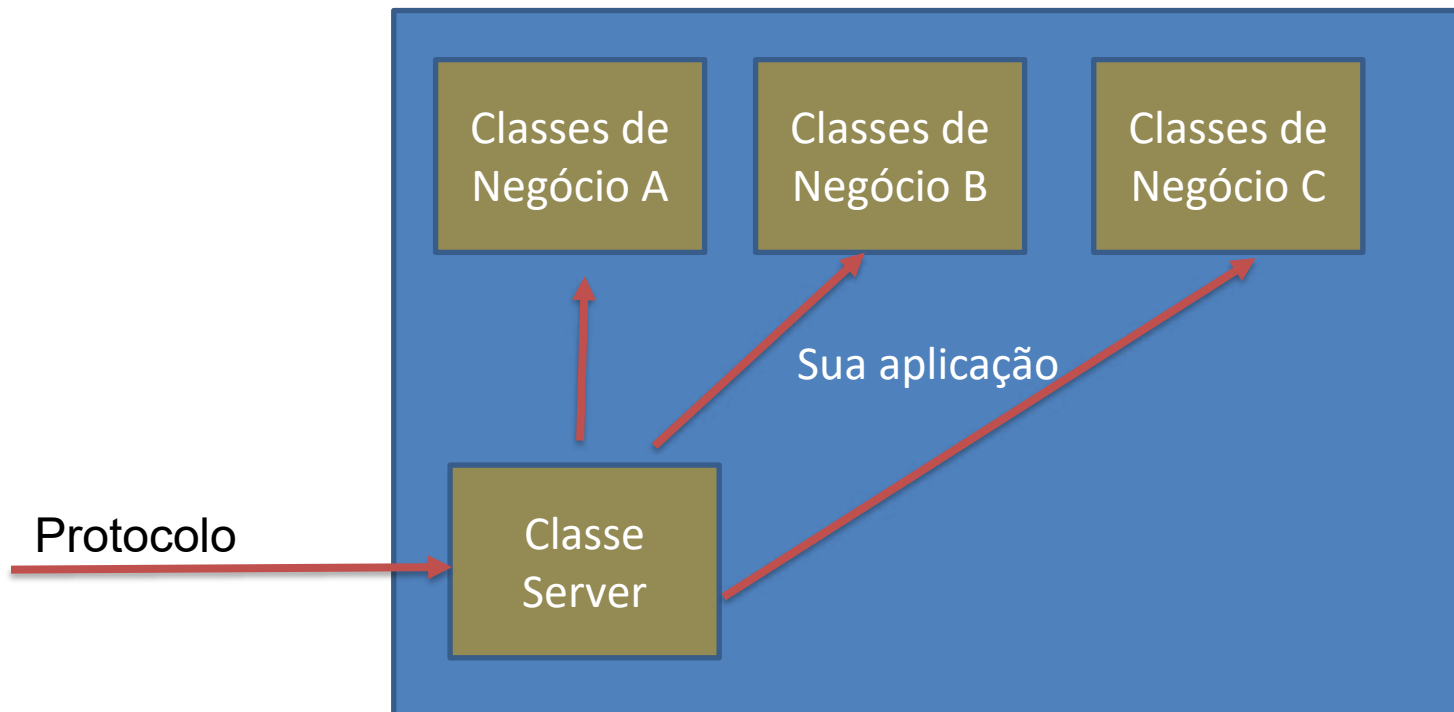 Classes de
Negócio A
Classes de
Negócio B
Classes de
Negócio C
Sua aplicação
Protocolo
Classe
Server